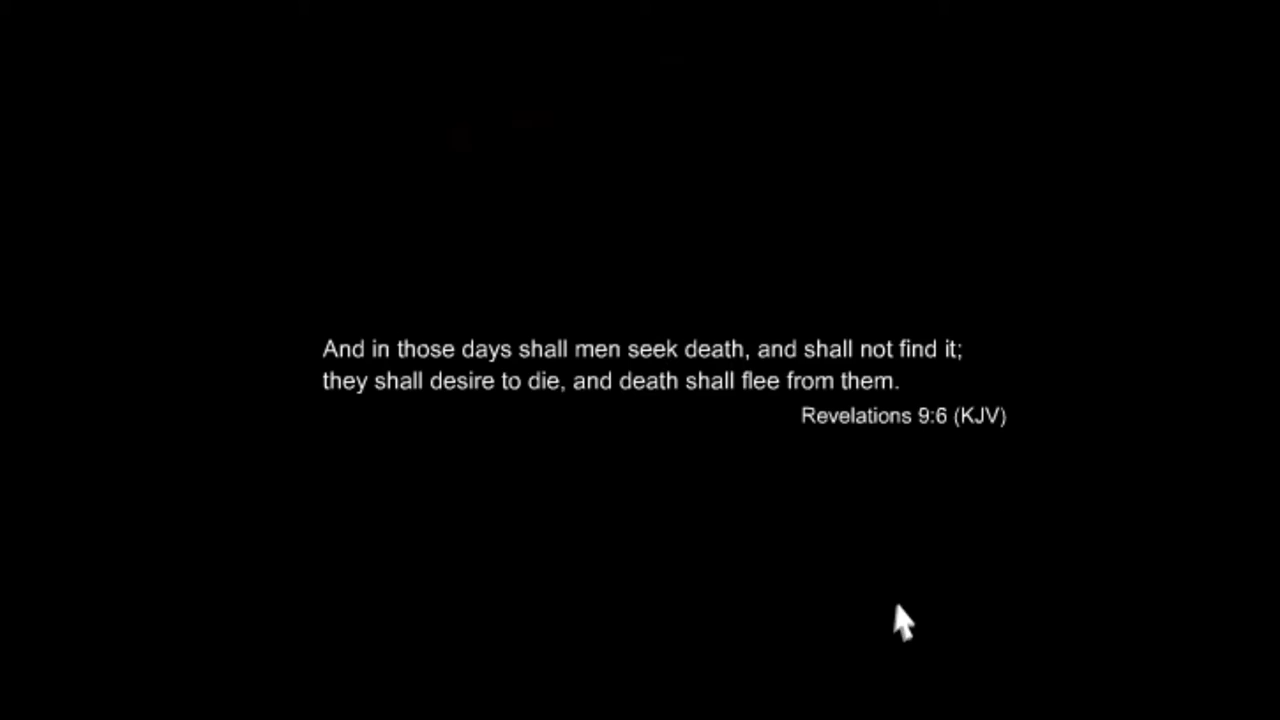 And in those days shall men seek death, and shall not find it;
they shall desire to die, and death shall flee from them.
Revelations 9:6 (KJV)